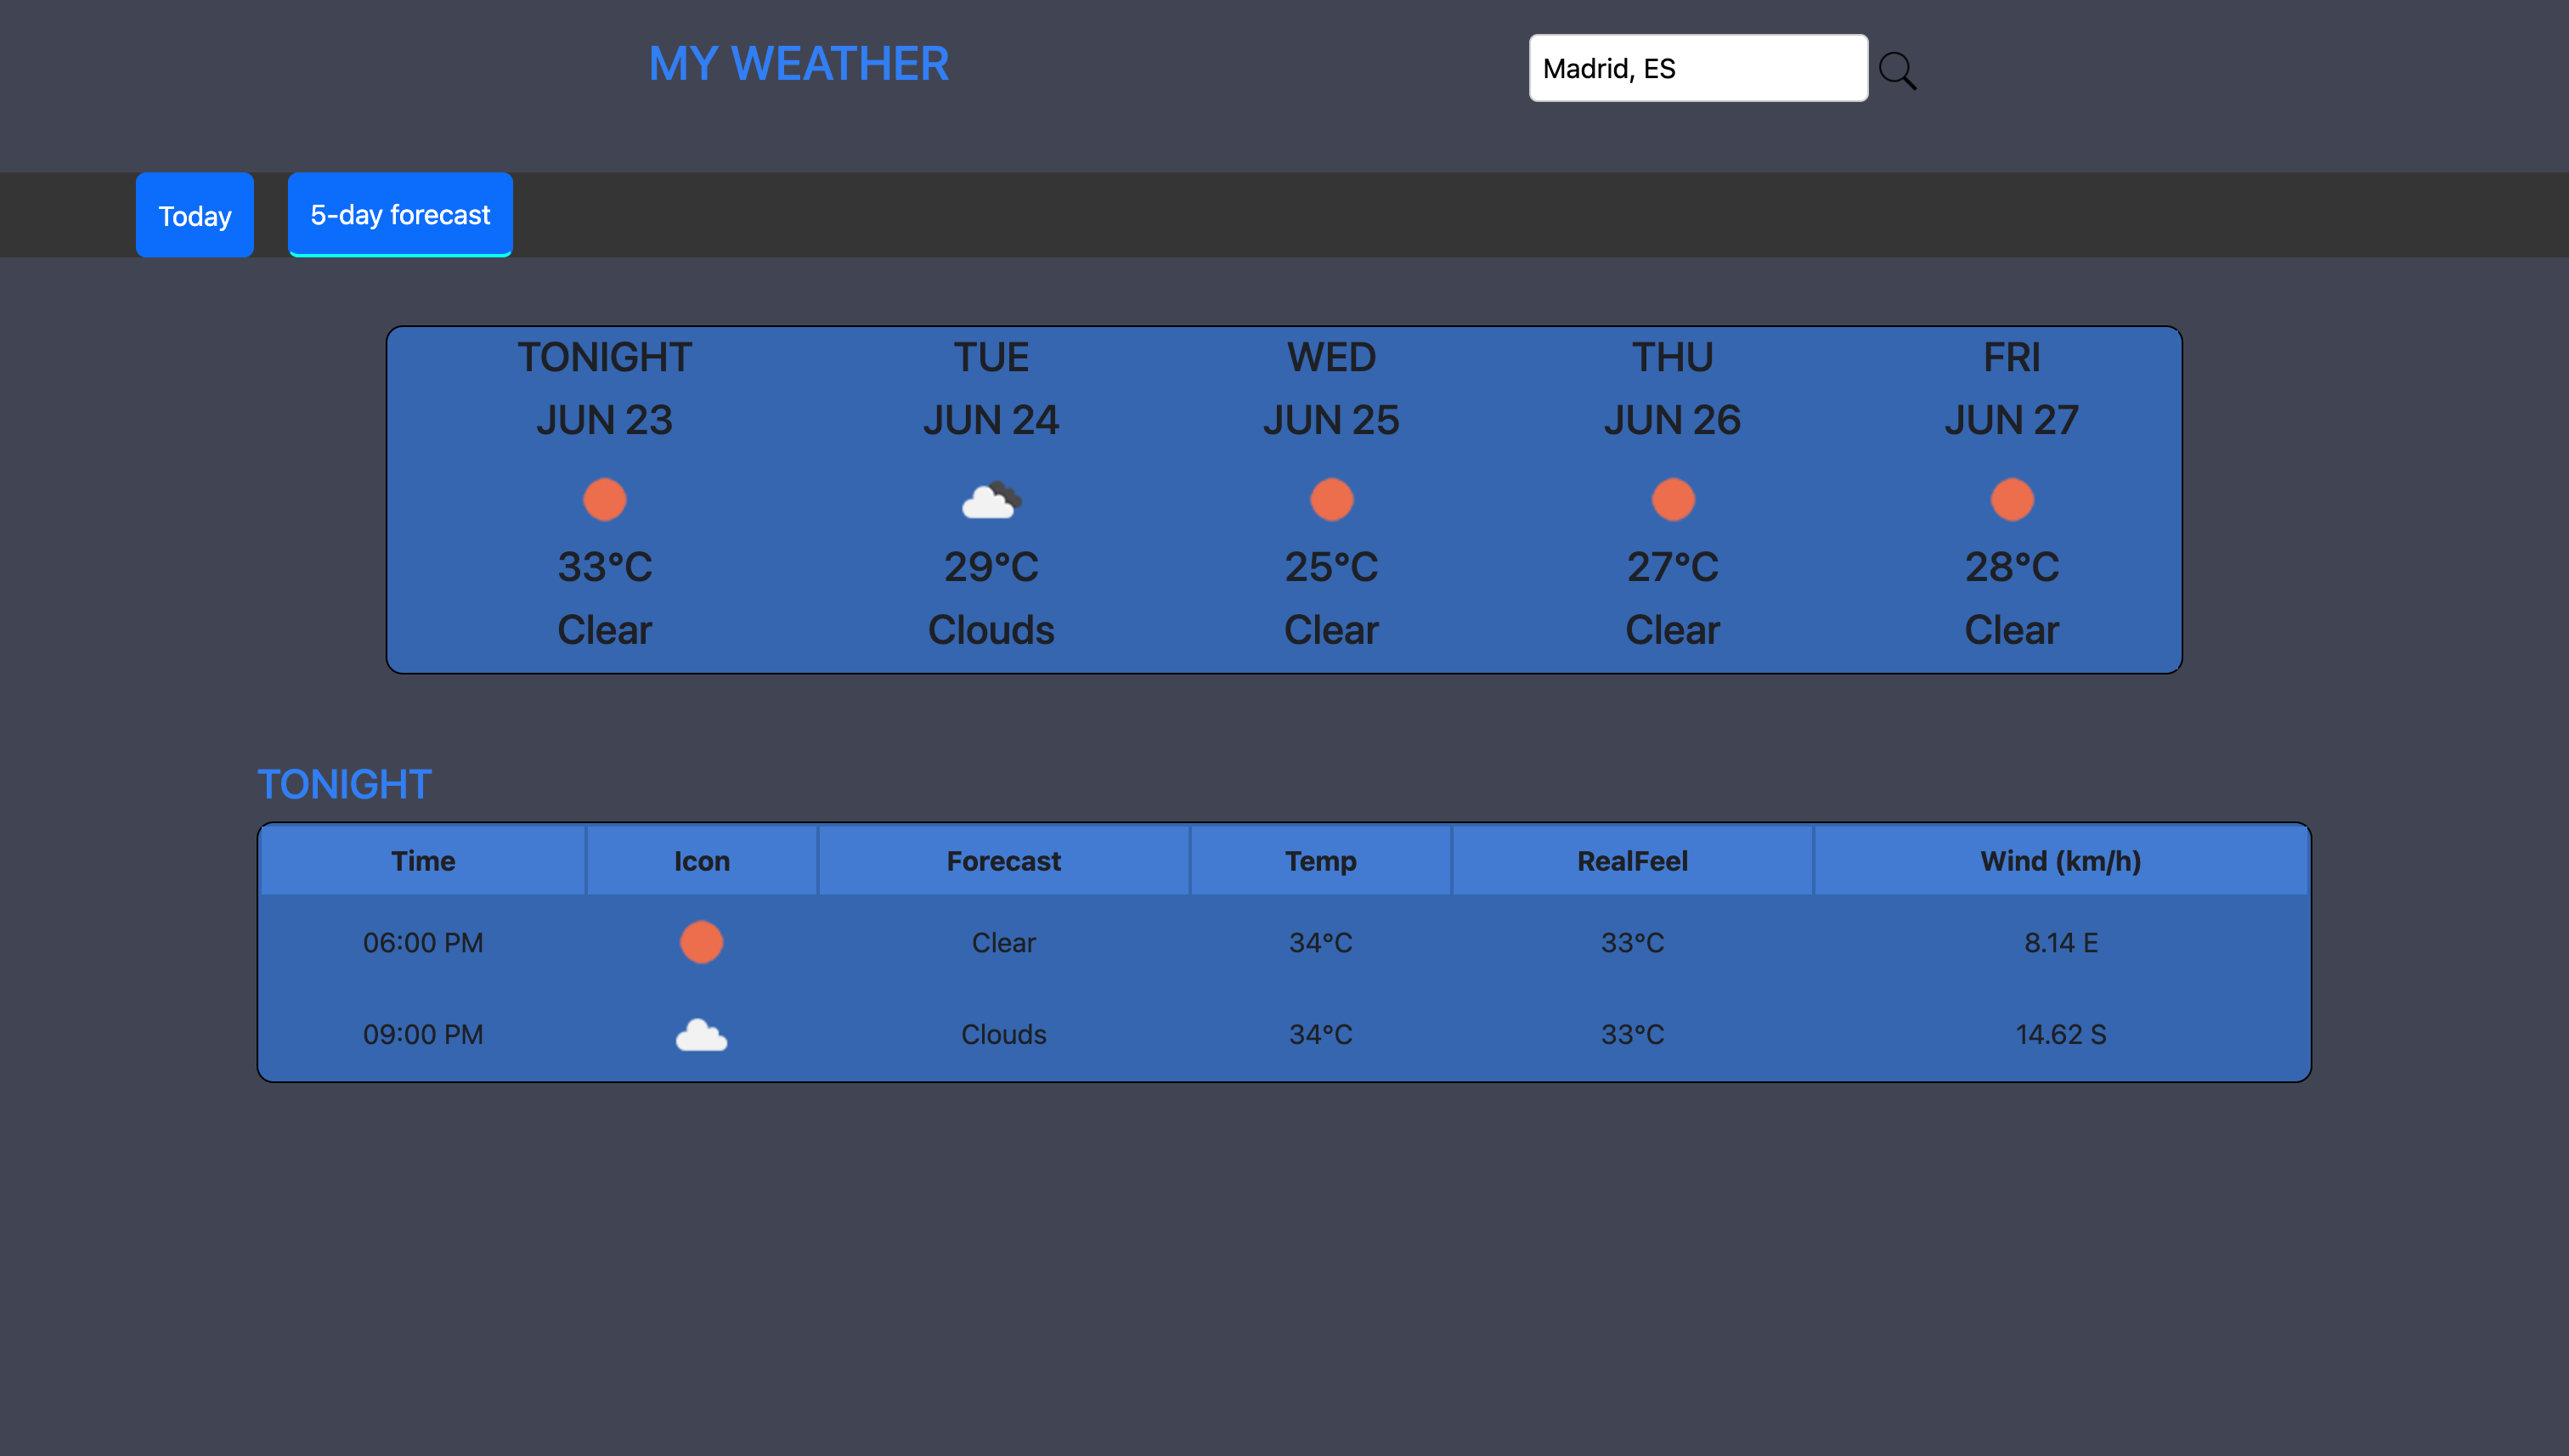 MY WEATHER
Madrid, ES
Today 5-day forecast
TONIGHT TUE WED THU FRI
JUN 23 JUN 24 JUN 25 JUN 26 JUN 27
33°C 29°C 25°C 27°C 28°C
Clear Clouds Clear Clear Clear
TONIGHT
Time Icon Forecast Temp RealFeel Wind (km/h)
06:00 PM Clear 34°C 33°C 8.14 E
09:00 PM Clouds 34°C 33°C 14.62 S